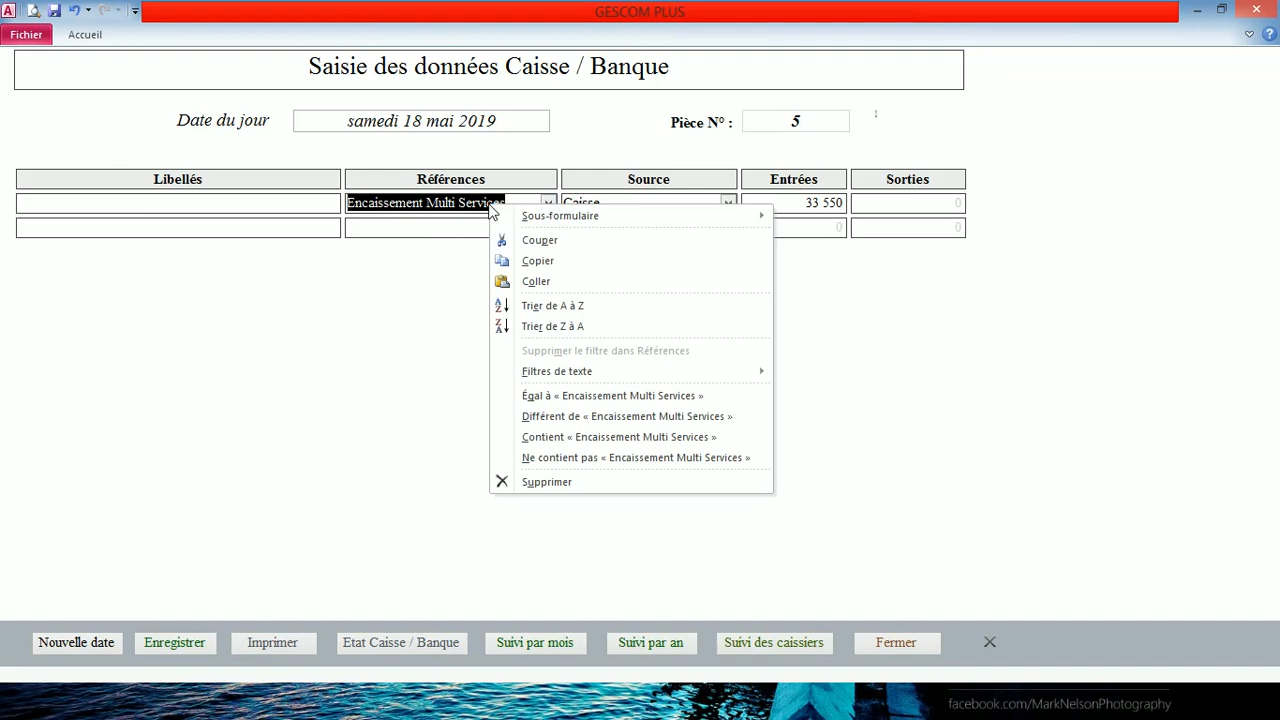 GESCOM PLUS
Fichier Accueil
Saisie des données Caisse / Banque
Date du jour samedi 18 mai 2019 Pièce N° : 5
Libellés Références Source Entrées Sorties
Encaissement Multi Services Caisse 33 550 0
0 0
Sous-formulaire
Couper
Copier
Coller
Trier de A à Z
Trier de Z à A
Supprimer le filtre dans Références
Filtres de texte
Égal à « Encaissement Multi Services »
Différent de « Encaissement Multi Services »
Contient « Encaissement Multi Services »
Ne contient pas « Encaissement Multi Services »
Supprimer
Nouvelle date Enregistrer Imprimer Etat Caisse / Banque Suivi par mois Suivi par an Suivi des caissiers Fermer
facebook.com/MarkNelsonPhotography